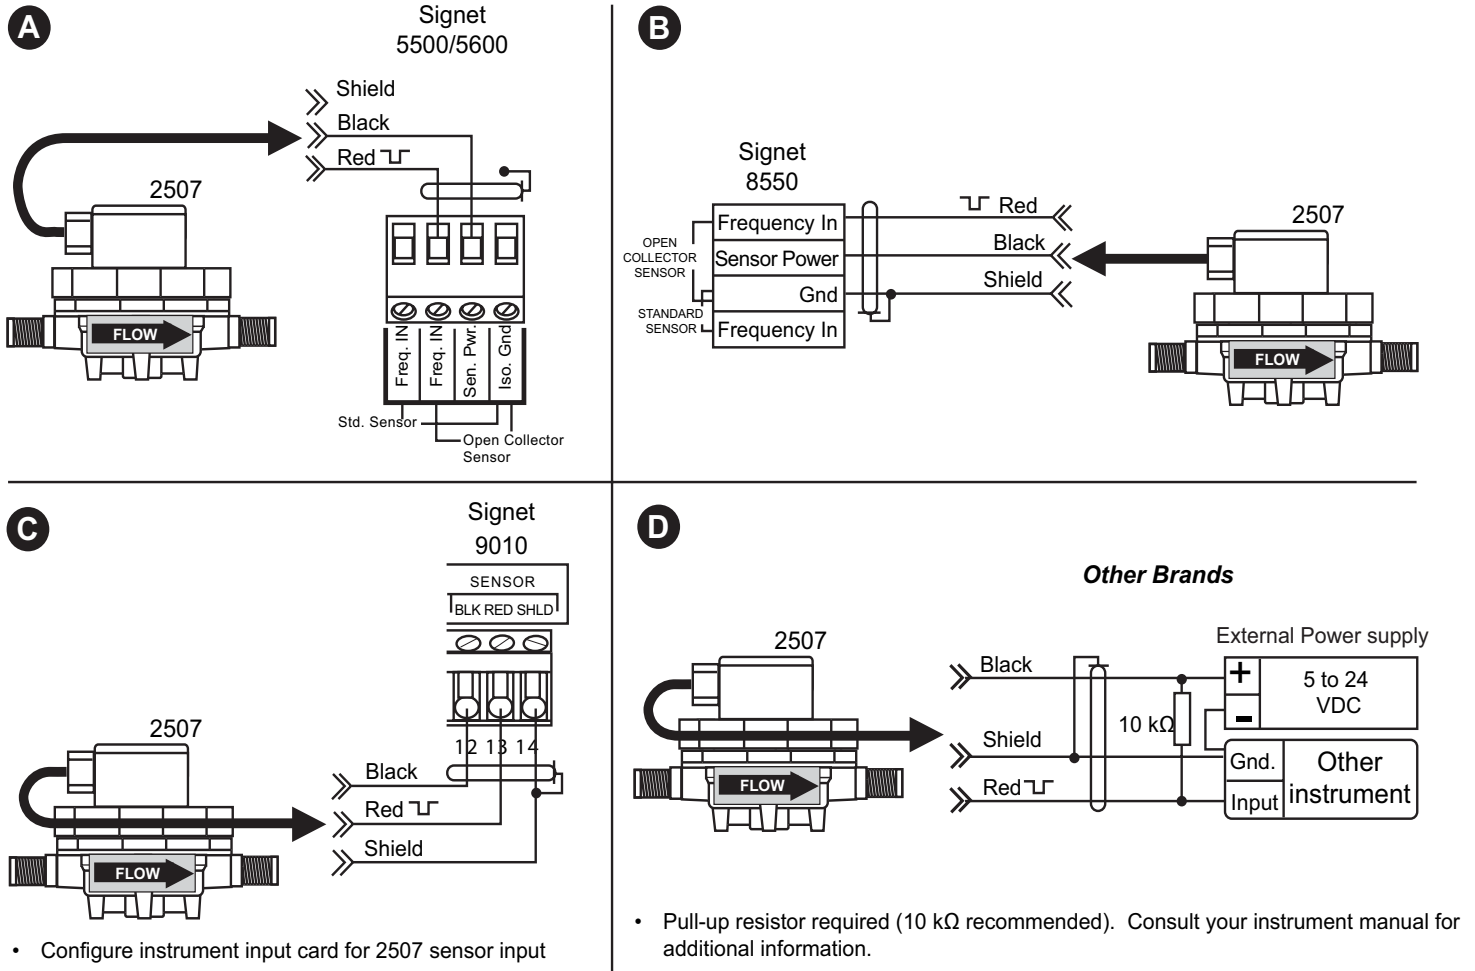 A
Signet
5500/5600
Shield
Black
Red
2507
FLOW
Freq. IN
Freq. IN
Sen. Pwr.
Iso. Gnd
Std. Sensor
Open Collector
Sensor
B
Signet
8550
Frequency In
Sensor Power
Gnd
Frequency In
OPEN
COLLECTOR
SENSOR
STANDARD
SENSOR
Red
Black
Shield
2507
FLOW
C
Signet
9010
SENSOR
BLK RED SHLD
12 13 14
2507
Black
Red
Shield
FLOW
• Configure instrument input card for 2507 sensor input
D
Other Brands
External Power supply
2507
Black
Shield
Red
10 kΩ
+
-
5 to 24
VDC
Gnd.
Input
Other
instrument
FLOW
• Pull-up resistor required (10 kΩ recommended). Consult your instrument manual for
additional information.